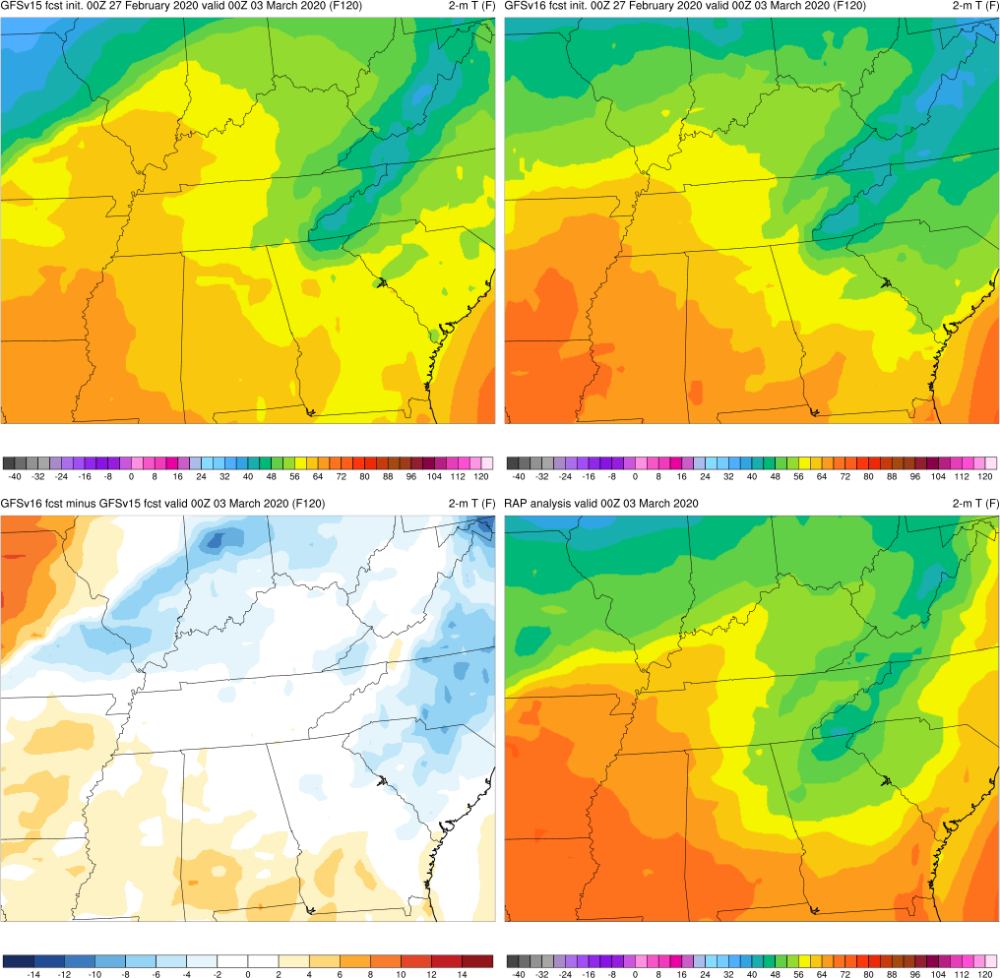 GFSv15 fcst init. 00Z 27 February 2020 valid 00Z 03 March 2020 (F120) 2-m T (F)
GFSv16 fcst init. 00Z 27 February 2020 valid 00Z 03 March 2020 (F120) 2-m T (F)
-40 -32 -24 -16 -8 0 8 16 24 32 40 48 56 64 72 80 88 96 104 112 120
-40 -32 -24 -16 -8 0 8 16 24 32 40 48 56 64 72 80 88 96 104 112 120
GFSv16 fcst minus GFSv15 fcst valid 00Z 03 March 2020 (F120) 2-m T (F)
RAP analysis valid 00Z 03 March 2020 2-m T (F)
-14 -12 -10 -8 -6 -4 -2 0 2 4 6 8 10 12 14
-40 -32 -24 -16 -8 0 8 16 24 32 40 48 56 64 72 80 88 96 104 112 120